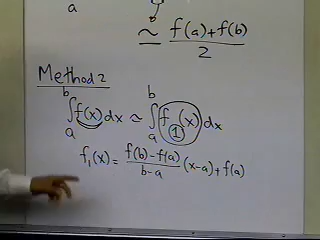 a
≃ f(a)+f(b) / 2
Method 2
∫_a^b f(x)dx ≃ ∫_a^b f_1(x) dx
f_1(x) = f(b)-f(a) / b-a (x-a) + f(a)